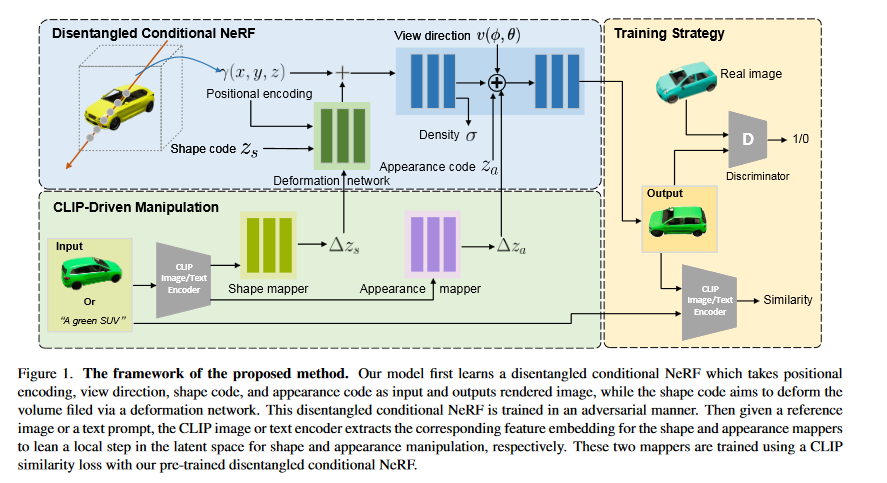 Disentangled Conditional NeRF
View direction v(ϕ, θ)
γ(x, y, z)
Positional encoding
Shape code z_s
Deformation network
Density σ
Appearance code z_a
Training Strategy
Real image
D
1/0
Discriminator
Output
CLIP
Image/Text
Encoder
Similarity
CLIP-Driven Manipulation
Input
Or
"A green SUV"
CLIP
Image/Text
Encoder
Shape mapper
Δz_s
Appearance mapper
Δz_a
Figure 1. The framework of the proposed method. Our model first learns a disentangled conditional NeRF which takes positional
encoding, view direction, shape code, and appearance code as input and outputs rendered image, while the shape code aims to deform the
volume filed via a deformation network. This disentangled conditional NeRF is trained in an adversarial manner. Then given a reference
image or a text prompt, the CLIP image or text encoder extracts the corresponding feature embedding for the shape and appearance mappers
to lean a local step in the latent space for shape and appearance manipulation, respectively. These two mappers are trained using a CLIP
similarity loss with our pre-trained disentangled conditional NeRF.